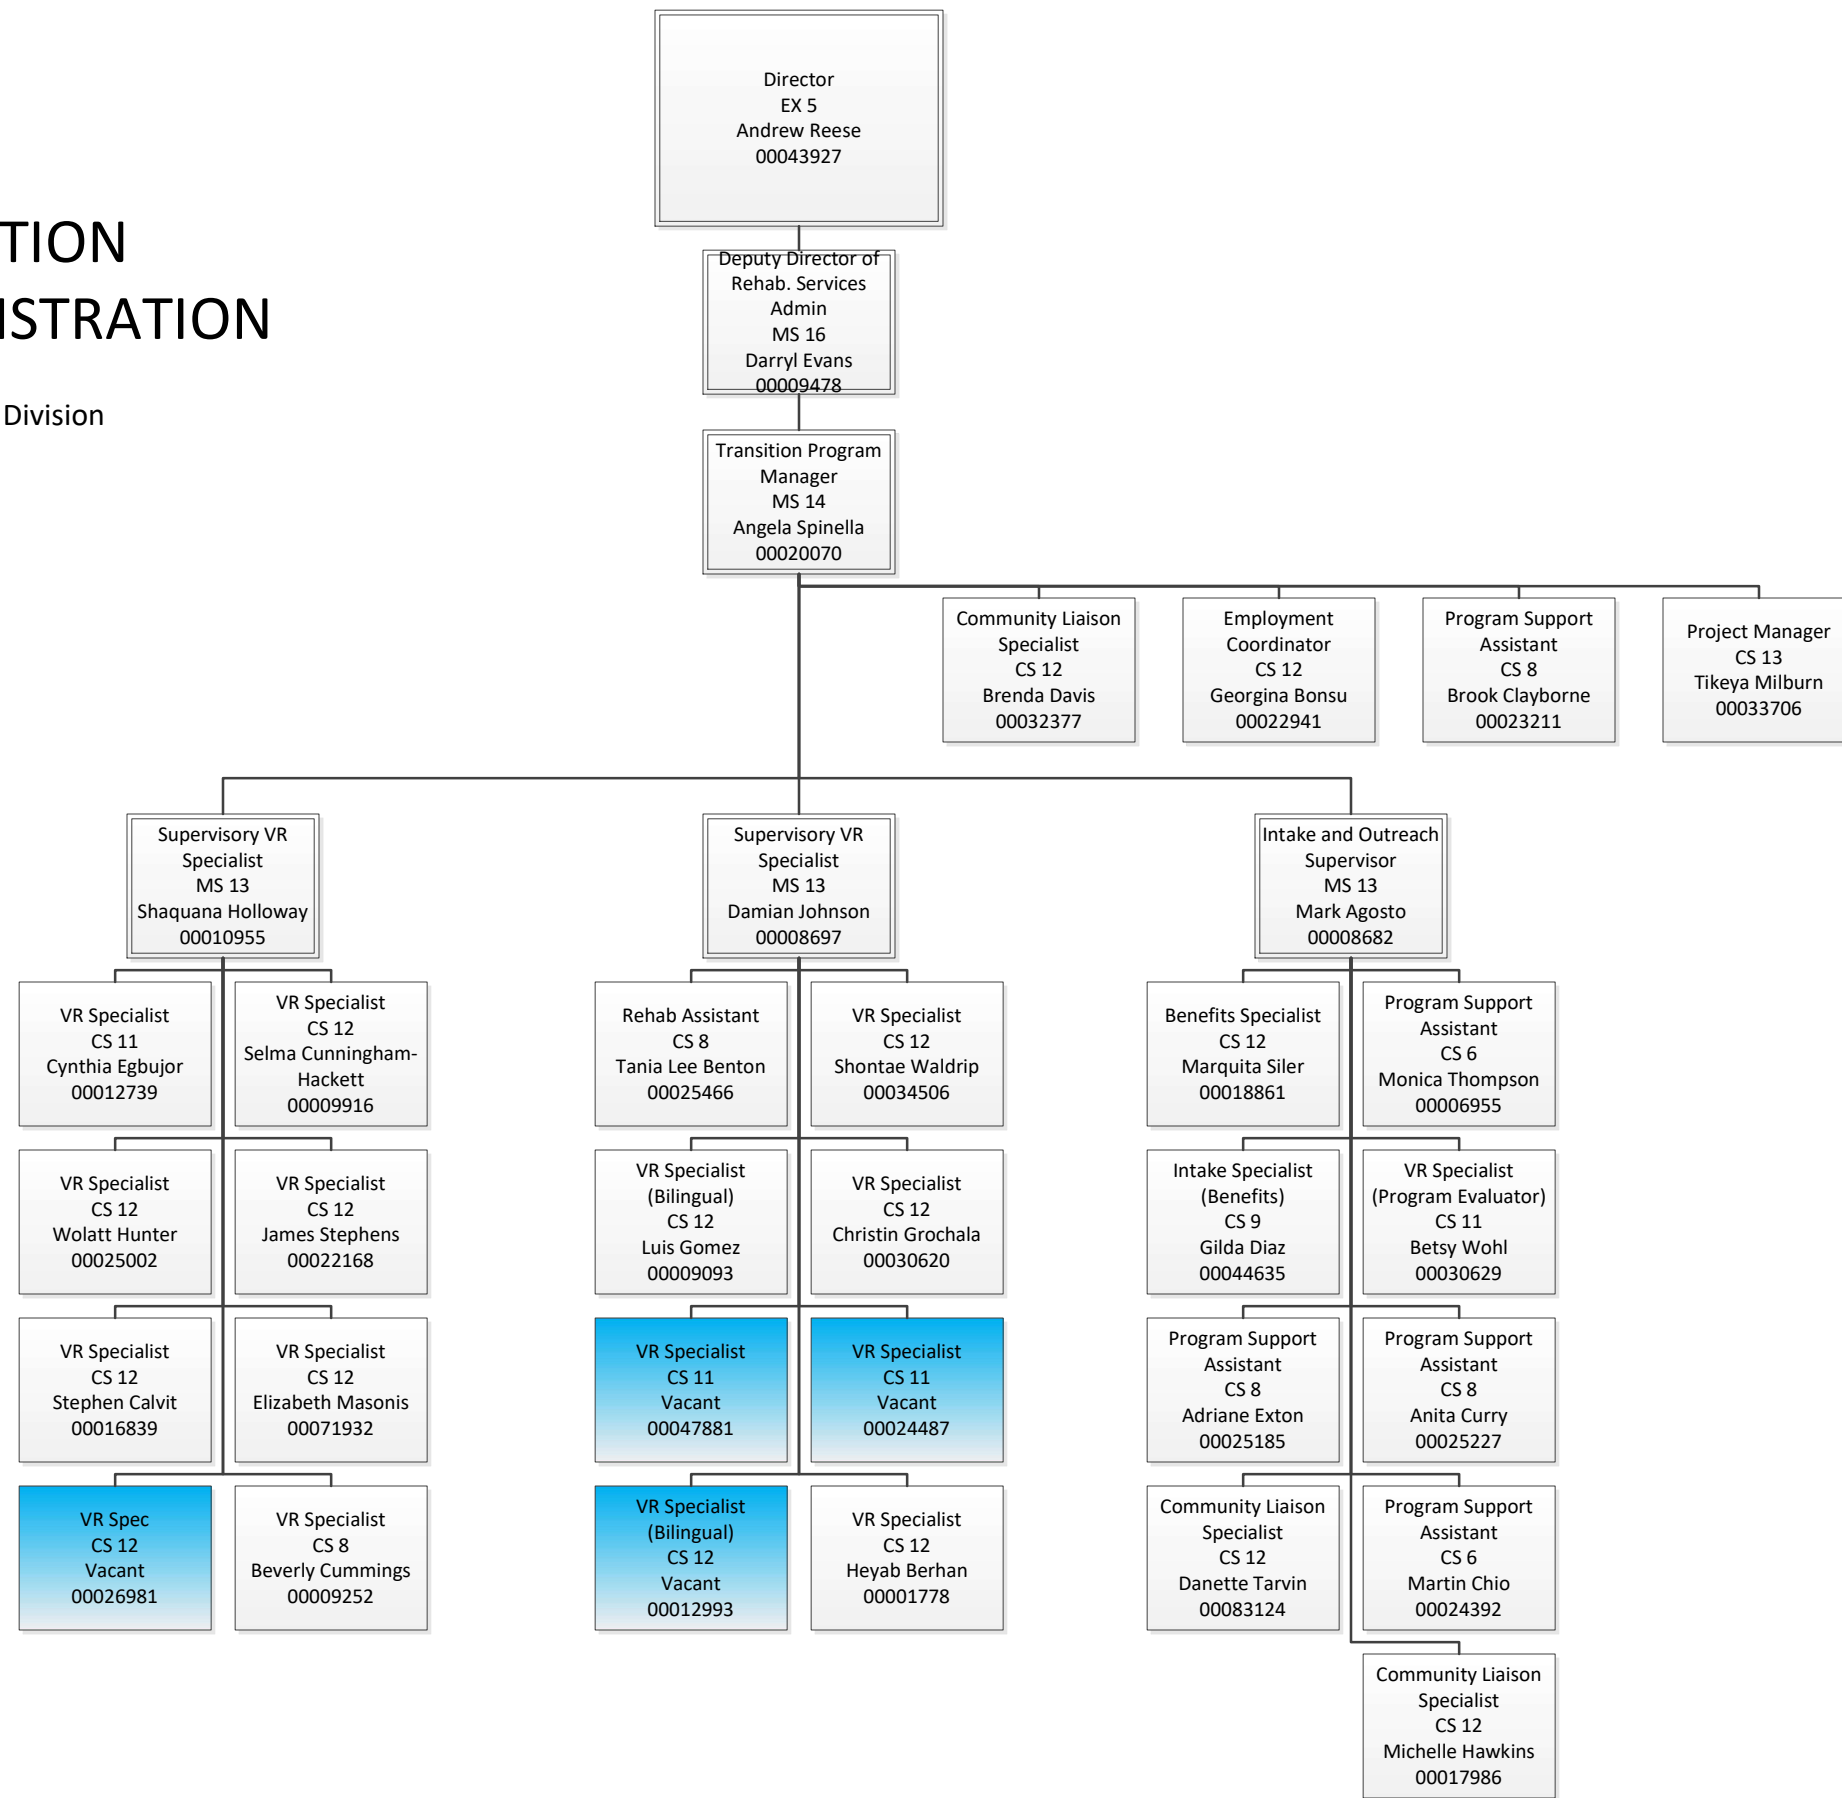 Director
EX 5
Andrew Reese
00043927
TION
ISTRATION
Division
Deputy Director of
Rehab. Services
Admin
MS 16
Darryl Evans
00009478
Transition Program
Manager
MS 14
Angela Spinella
00020070
Community Liaison
Specialist
CS 12
Brenda Davis
00032377
Employment
Coordinator
CS 12
Georgina Bonsu
00022941
Program Support
Assistant
CS 8
Brook Clayborne
00023211
Project Manager
CS 13
Tikeya Milburn
00033706
Supervisory VR
Specialist
MS 13
Shaquana Holloway
00010955
Supervisory VR
Specialist
MS 13
Damian Johnson
00008697
Intake and Outreach
Supervisor
MS 13
Mark Agosto
00008682
VR Specialist
CS 11
Cynthia Egbujor
00012739
VR Specialist
CS 12
Selma Cunningham-
Hackett
00009916
Rehab Assistant
CS 8
Tania Lee Benton
00025466
VR Specialist
CS 12
Shontae Waldrip
00034506
Benefits Specialist
CS 12
Marquita Siler
00018861
Program Support
Assistant
CS 6
Monica Thompson
00006955
VR Specialist
CS 12
Wolatt Hunter
00025002
VR Specialist
CS 12
James Stephens
00022168
VR Specialist
(Bilingual)
CS 12
Luis Gomez
00009093
VR Specialist
CS 12
Christin Grochala
00030620
Intake Specialist
(Benefits)
CS 9
Gilda Diaz
00044635
VR Specialist
(Program Evaluator)
CS 11
Betsy Wohl
00030629
VR Specialist
CS 12
Stephen Calvit
00016839
VR Specialist
CS 12
Elizabeth Masonis
00071932
VR Specialist
CS 11
Vacant
00047881
VR Specialist
CS 11
Vacant
00024487
Program Support
Assistant
CS 8
Adriane Exton
00025185
Program Support
Assistant
CS 8
Anita Curry
00025227
VR Spec
CS 12
Vacant
00026981
VR Specialist
CS 8
Beverly Cummings
00009252
VR Specialist
(Bilingual)
CS 12
Vacant
00012993
VR Specialist
CS 12
Heyab Berhan
00001778
Community Liaison
Specialist
CS 12
Danette Tarvin
00083124
Program Support
Assistant
CS 6
Martin Chio
00024392
Community Liaison
Specialist
CS 12
Michelle Hawkins
00017986